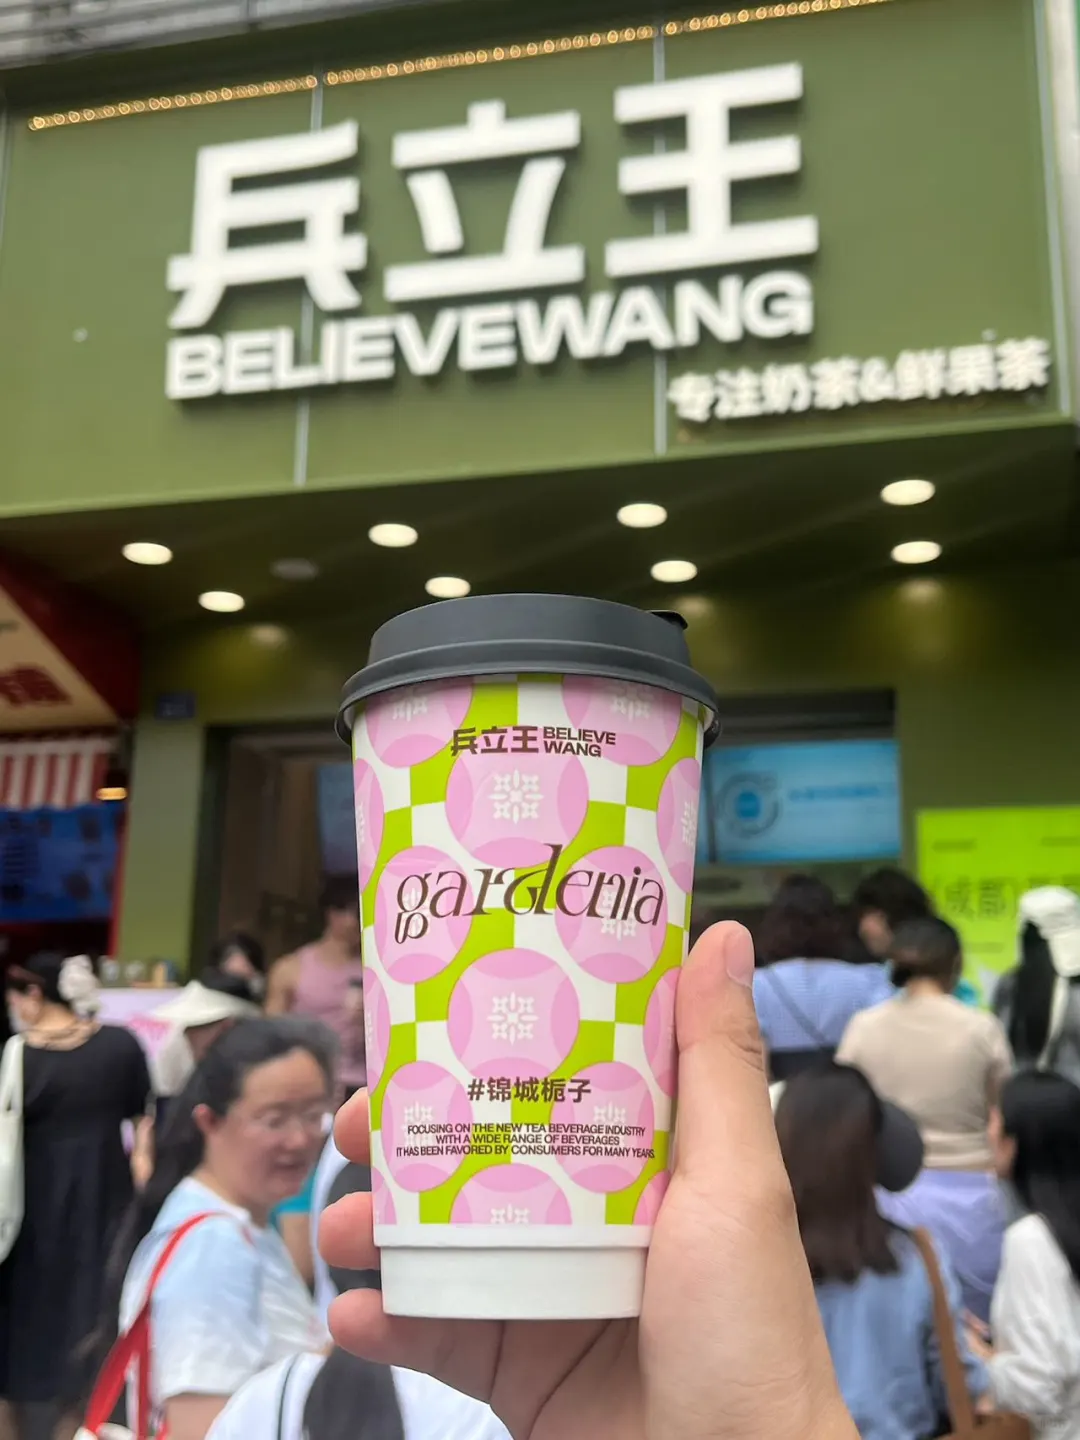 兵立王
BELIEVEWANG
专注奶茶&鲜果茶
兵立王 BELIEVE
WANG
gardenia
#锦城栀子
FOCUSING ON THE NEW TEA BEVERAGE INDUSTRY
WITH A WIDE RANGE OF BEVERAGES
IT HAS BEEN FAVORED BY CONSUMERS FOR MANY YEARS
(成都)